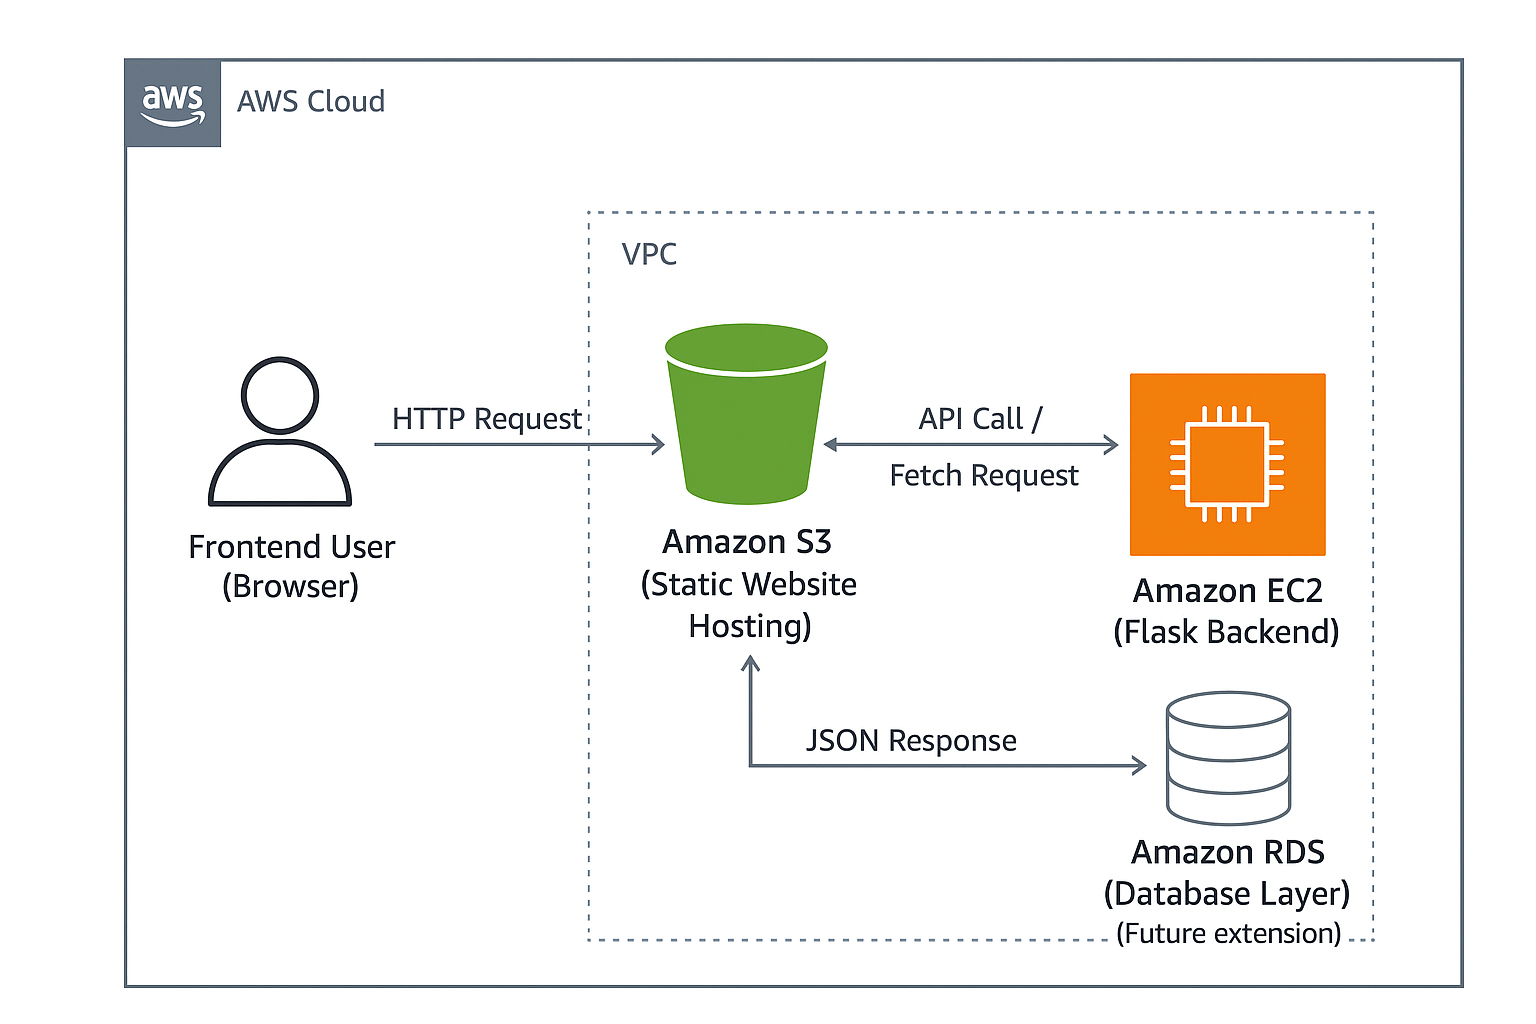 aws
AWS Cloud
VPC
HTTP Request
API Call /
Fetch Request
Frontend User
(Browser)
Amazon S3
(Static Website
Hosting)
Amazon EC2
(Flask Backend)
JSON Response
Amazon RDS
(Database Layer)
(Future extension)